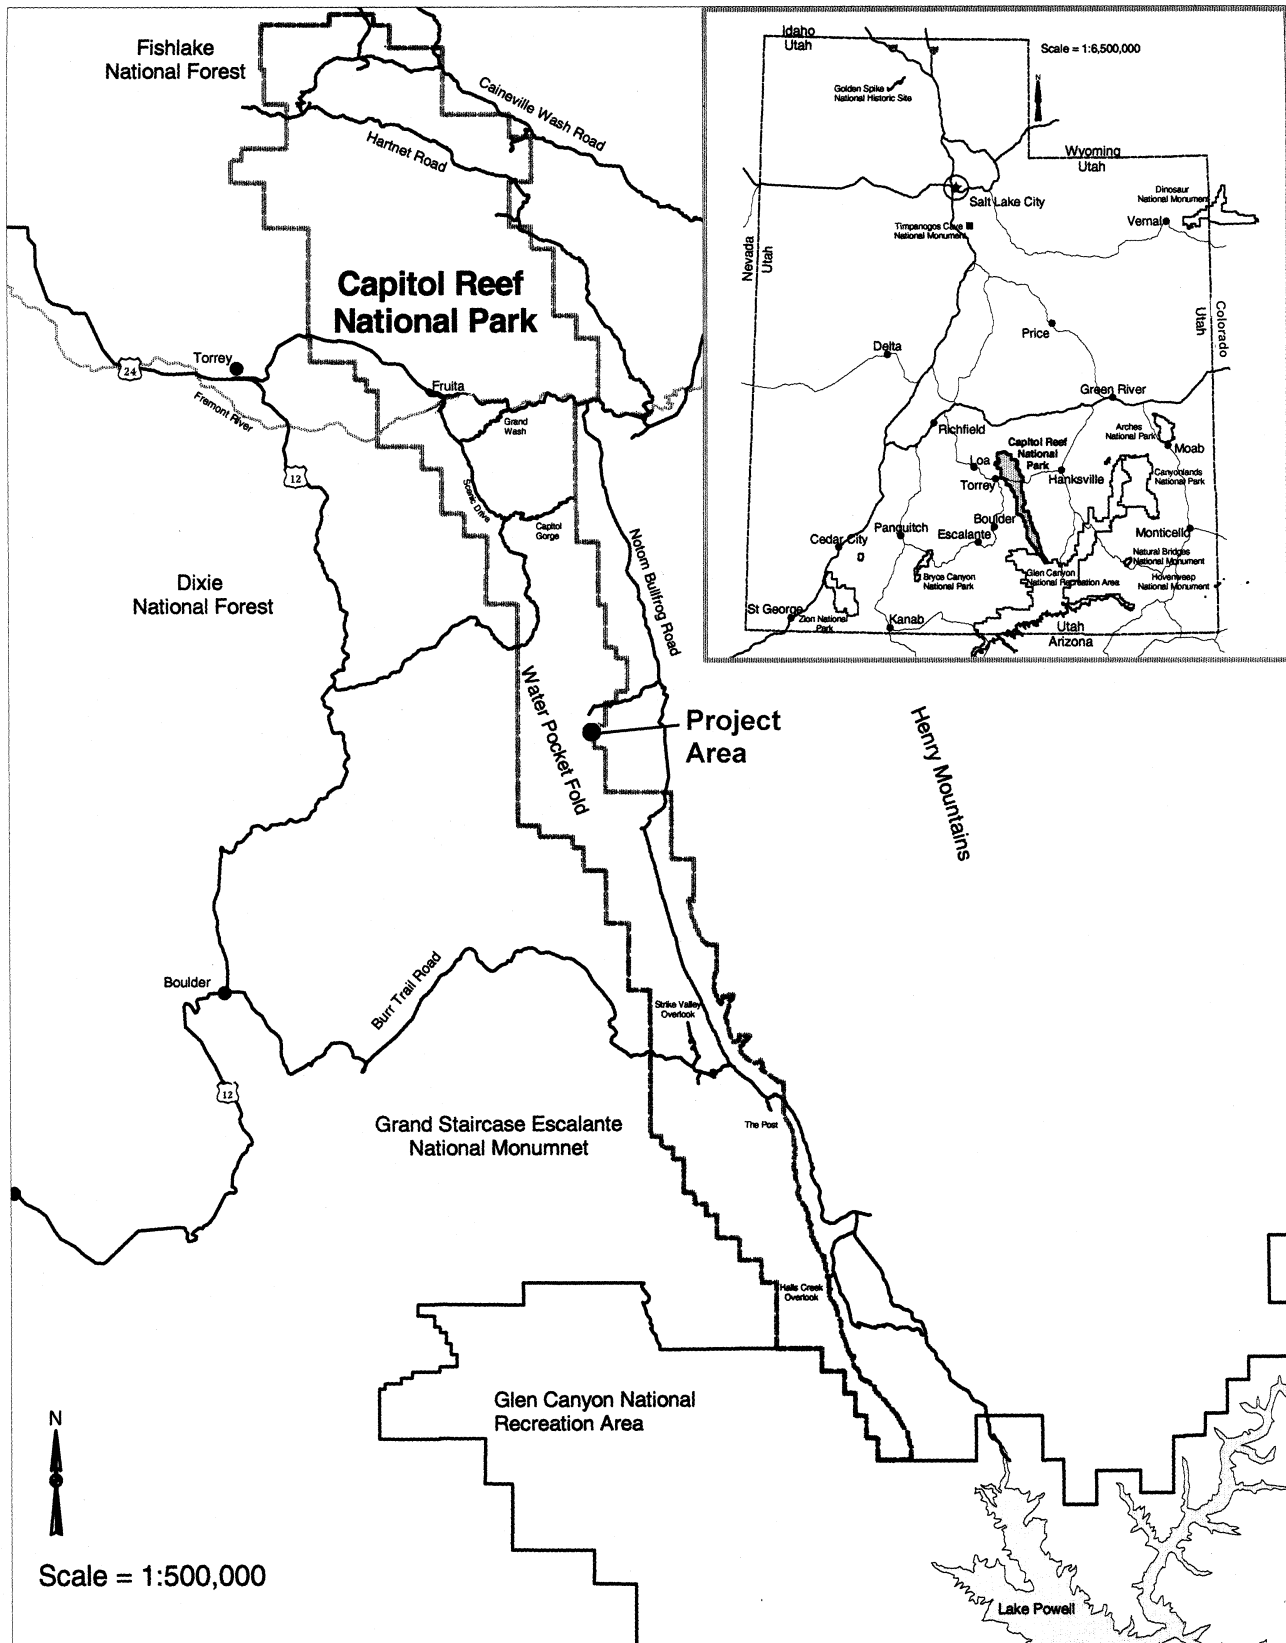 Fishlake
National Forest
Caineville Wash Road
Hartnet Road
Capitol Reef
National Park
Torrey
24
Fremont River
Fruita
Grand
Wash
12
Scenic Drive
Capitol
Gorge
Notom Bullfrog Road
Dixie
National Forest
Water Pocket Fold
Project
Area
Henry Mountains
Boulder
Burr Trail Road
Strike Valley
Overlook
12
Grand Staircase Escalante
National Monumnet
The Post
Halls Creek
Overlook
Glen Canyon National
Recreation Area
N
Scale = 1:500,000
Lake Powell
Idaho
Utah
Scale = 1:6,500,000
N
Golden Spike
National Historic Site
Wyoming
Utah
Salt Lake City
Dinosaur
National Monument
Vernal
Timpanogos Cave
National Monument
Nevada
Utah
Price
Utah
Colorado
Delta
Green River
Richfield
Arches
National Park
Moab
Capitol Reef
National
Park
Loa
Torrey
Hanksville
Canyonlands
National Park
Boulder
Panguitch
Escalante
Monticello
Cedar City
Natural Bridges
National Monument
Bryce Canyon
National Park
Glen Canyon
National Recreation Area
Hovenweep
National Monument
St George
Zion National
Park
Kanab
Utah
Arizona